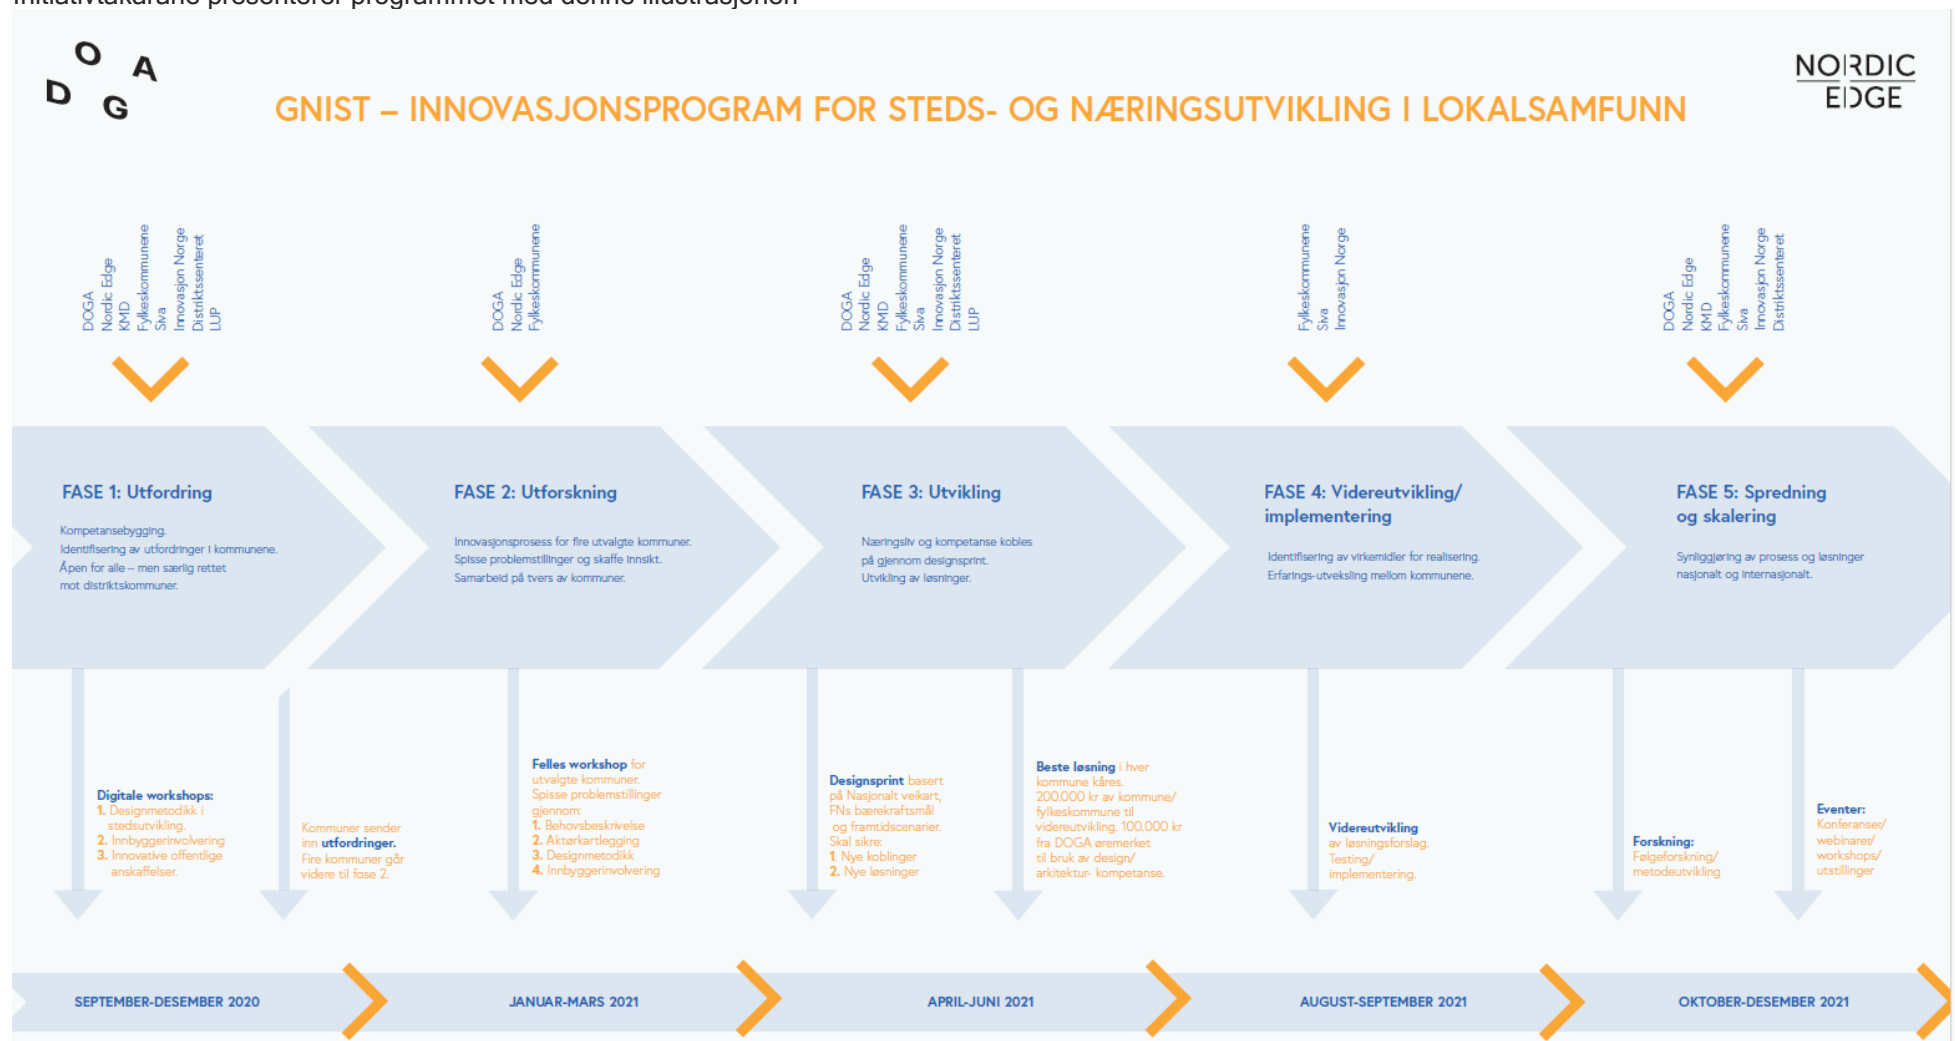 Initiativtakarane presenterer programmet med denne illustrasjonen
DOGA
NORDIC
EDGE
GNIST – INNOVASJONSPROGRAM FOR STEDS- OG NÆRINGSUTVIKLING I LOKALSAMFUNN
DOGA
Nordic Edge
KMD
Fylkeskommunene
Siva
Innovasjon Norge
Distriktssenteret
LUP
DOGA
Nordic Edge
Fylkeskommunene
DOGA
Nordic Edge
KMD
Fylkeskommunene
Siva
Innovasjon Norge
Distriktssenteret
LUP
Fylkeskommunene
Siva
Innovasjon Norge
DOGA
Nordic Edge
KMD
Fylkeskommunene
Siva
Innovasjon Norge
Distriktssenteret
FASE 1: Utfordring
Kompetansebygging.
Identifisering av utfordringer i kommunene.
Åpen for alle – men særlig rettet
mot distriktskommuner.
FASE 2: Utforskning
Innovasjonsprosess for fire utvalgte kommuner.
Spisse problemstillinger og skaffe innsikt.
Samarbeid på tvers av kommuner.
FASE 3: Utvikling
Næringsliv og kompetanse kobles
på gjennom designsprint.
Utvikling av løsninger.
FASE 4: Videreutvikling/
implementering
Identifisering av virkemidler for realisering.
Erfarings-utveksling mellom kommunene.
FASE 5: Spredning
og skalering
Synliggjøring av prosess og løsninger
nasjonalt og internasjonalt.
Digitale workshops:
1. Designmetodikk i
stedsutvikling.
2. Innbyggerinvolvering
3. Innovative offentlige
anskaffelser.
Kommuner sender
inn utfordringer.
Fire kommuner går
videre til fase 2.
Felles workshop for
utvalgte kommuner.
Spisse problemstillinger
gjennom:
1. Behovsbeskrivelse
2. Aktørkartlegging
3. Designmetodikk
4. Innbyggerinvolvering
Designsprint basert
på Nasjonalt veikart,
FNs bærekraftsmål
og framtidscenarier.
Skal sikre:
1. Nye koblinger
2. Nye løsninger
Beste løsning i hver
kommune kåres.
200.000 kr av kommune/
fylkeskommune til
videreutvikling. 100.000 kr
fra DOGA øremerket
til bruk av design/
arkitektur- kompetanse.
Videreutvikling
av løsningsforslag.
Testing/
implementering.
Forskning:
Følgeforskning/
metodeutvikling
Eventer:
Konferanser/
webinarer/
workshops/
utstillinger
SEPTEMBER-DESEMBER 2020
JANUAR-MARS 2021
APRIL-JUNI 2021
AUGUST-SEPTEMBER 2021
OKTOBER-DESEMBER 2021